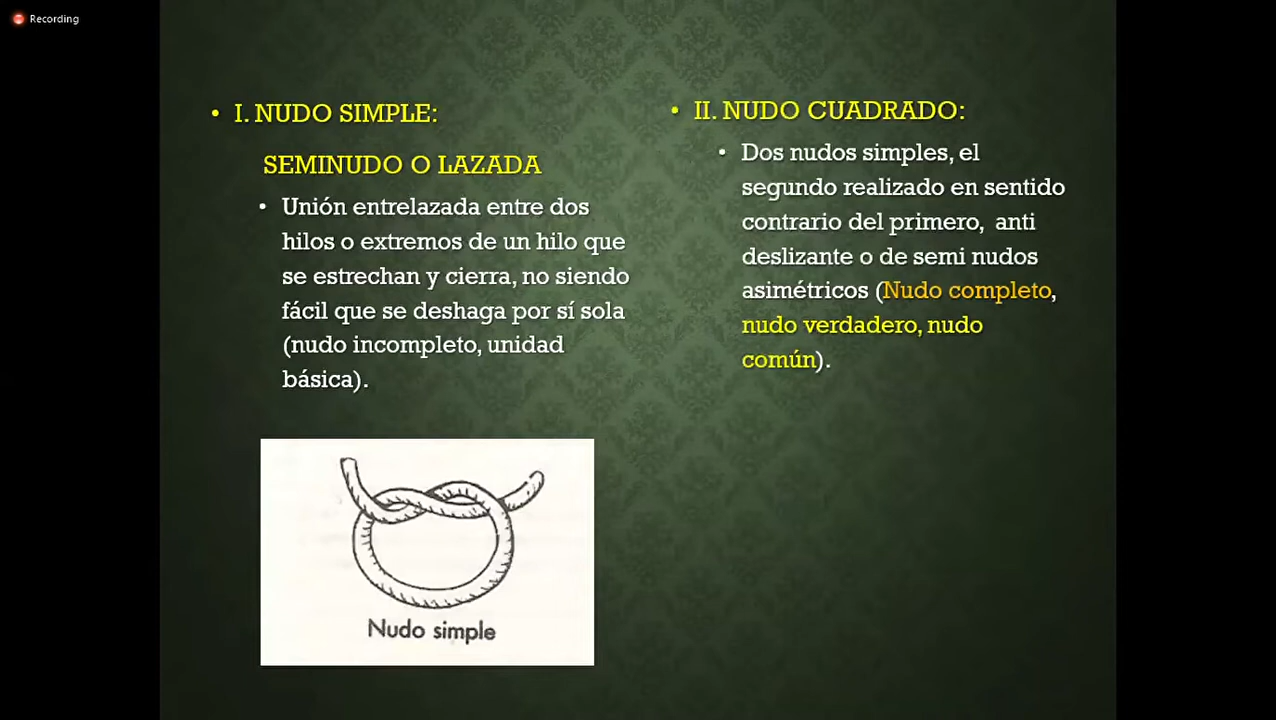 Recording
• I. NUDO SIMPLE:
SEMINUDO O LAZADA
• Unión entrelazada entre dos
hilos o extremos de un hilo que
se estrechan y cierra, no siendo
fácil que se deshaga por sí sola
(nudo incompleto, unidad
básica).
Nudo simple
• II. NUDO CUADRADO:
• Dos nudos simples, el
segundo realizado en sentido
contrario del primero, anti
deslizante o de semi nudos
asimétricos (Nudo completo,
nudo verdadero, nudo
común).